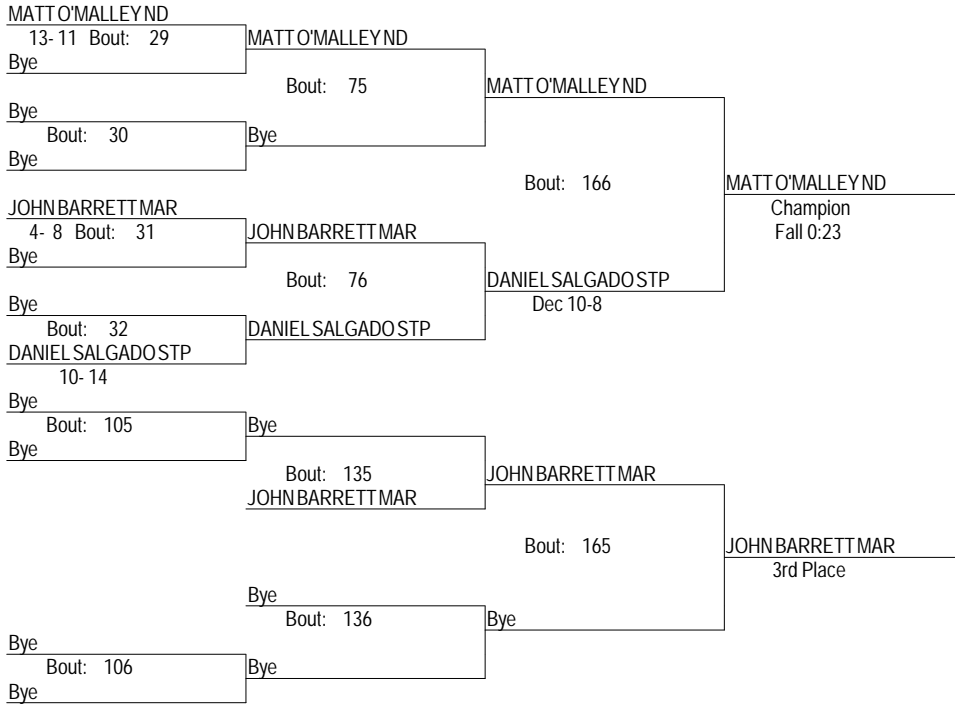 MATT O'MALLEY ND
13- 11 Bout: 29
MATT O'MALLEY ND
Bye
Bout: 75
MATT O'MALLEY ND
Bye
Bout: 30
Bye
Bye
Bout: 166
MATT O'MALLEY ND
JOHN BARRETT MAR
Champion
4- 8 Bout: 31
JOHN BARRETT MAR
Fall 0:23
Bye
Bout: 76
DANIEL SALGADO STP
Bye
Dec 10-8
Bout: 32
DANIEL SALGADO STP
DANIEL SALGADO STP
10- 14
Bye
Bout: 105
Bye
Bye
Bout: 135
JOHN BARRETT MAR
JOHN BARRETT MAR
Bout: 165
JOHN BARRETT MAR
3rd Place
Bye
Bout: 136
Bye
Bye
Bout: 106
Bye
Bye